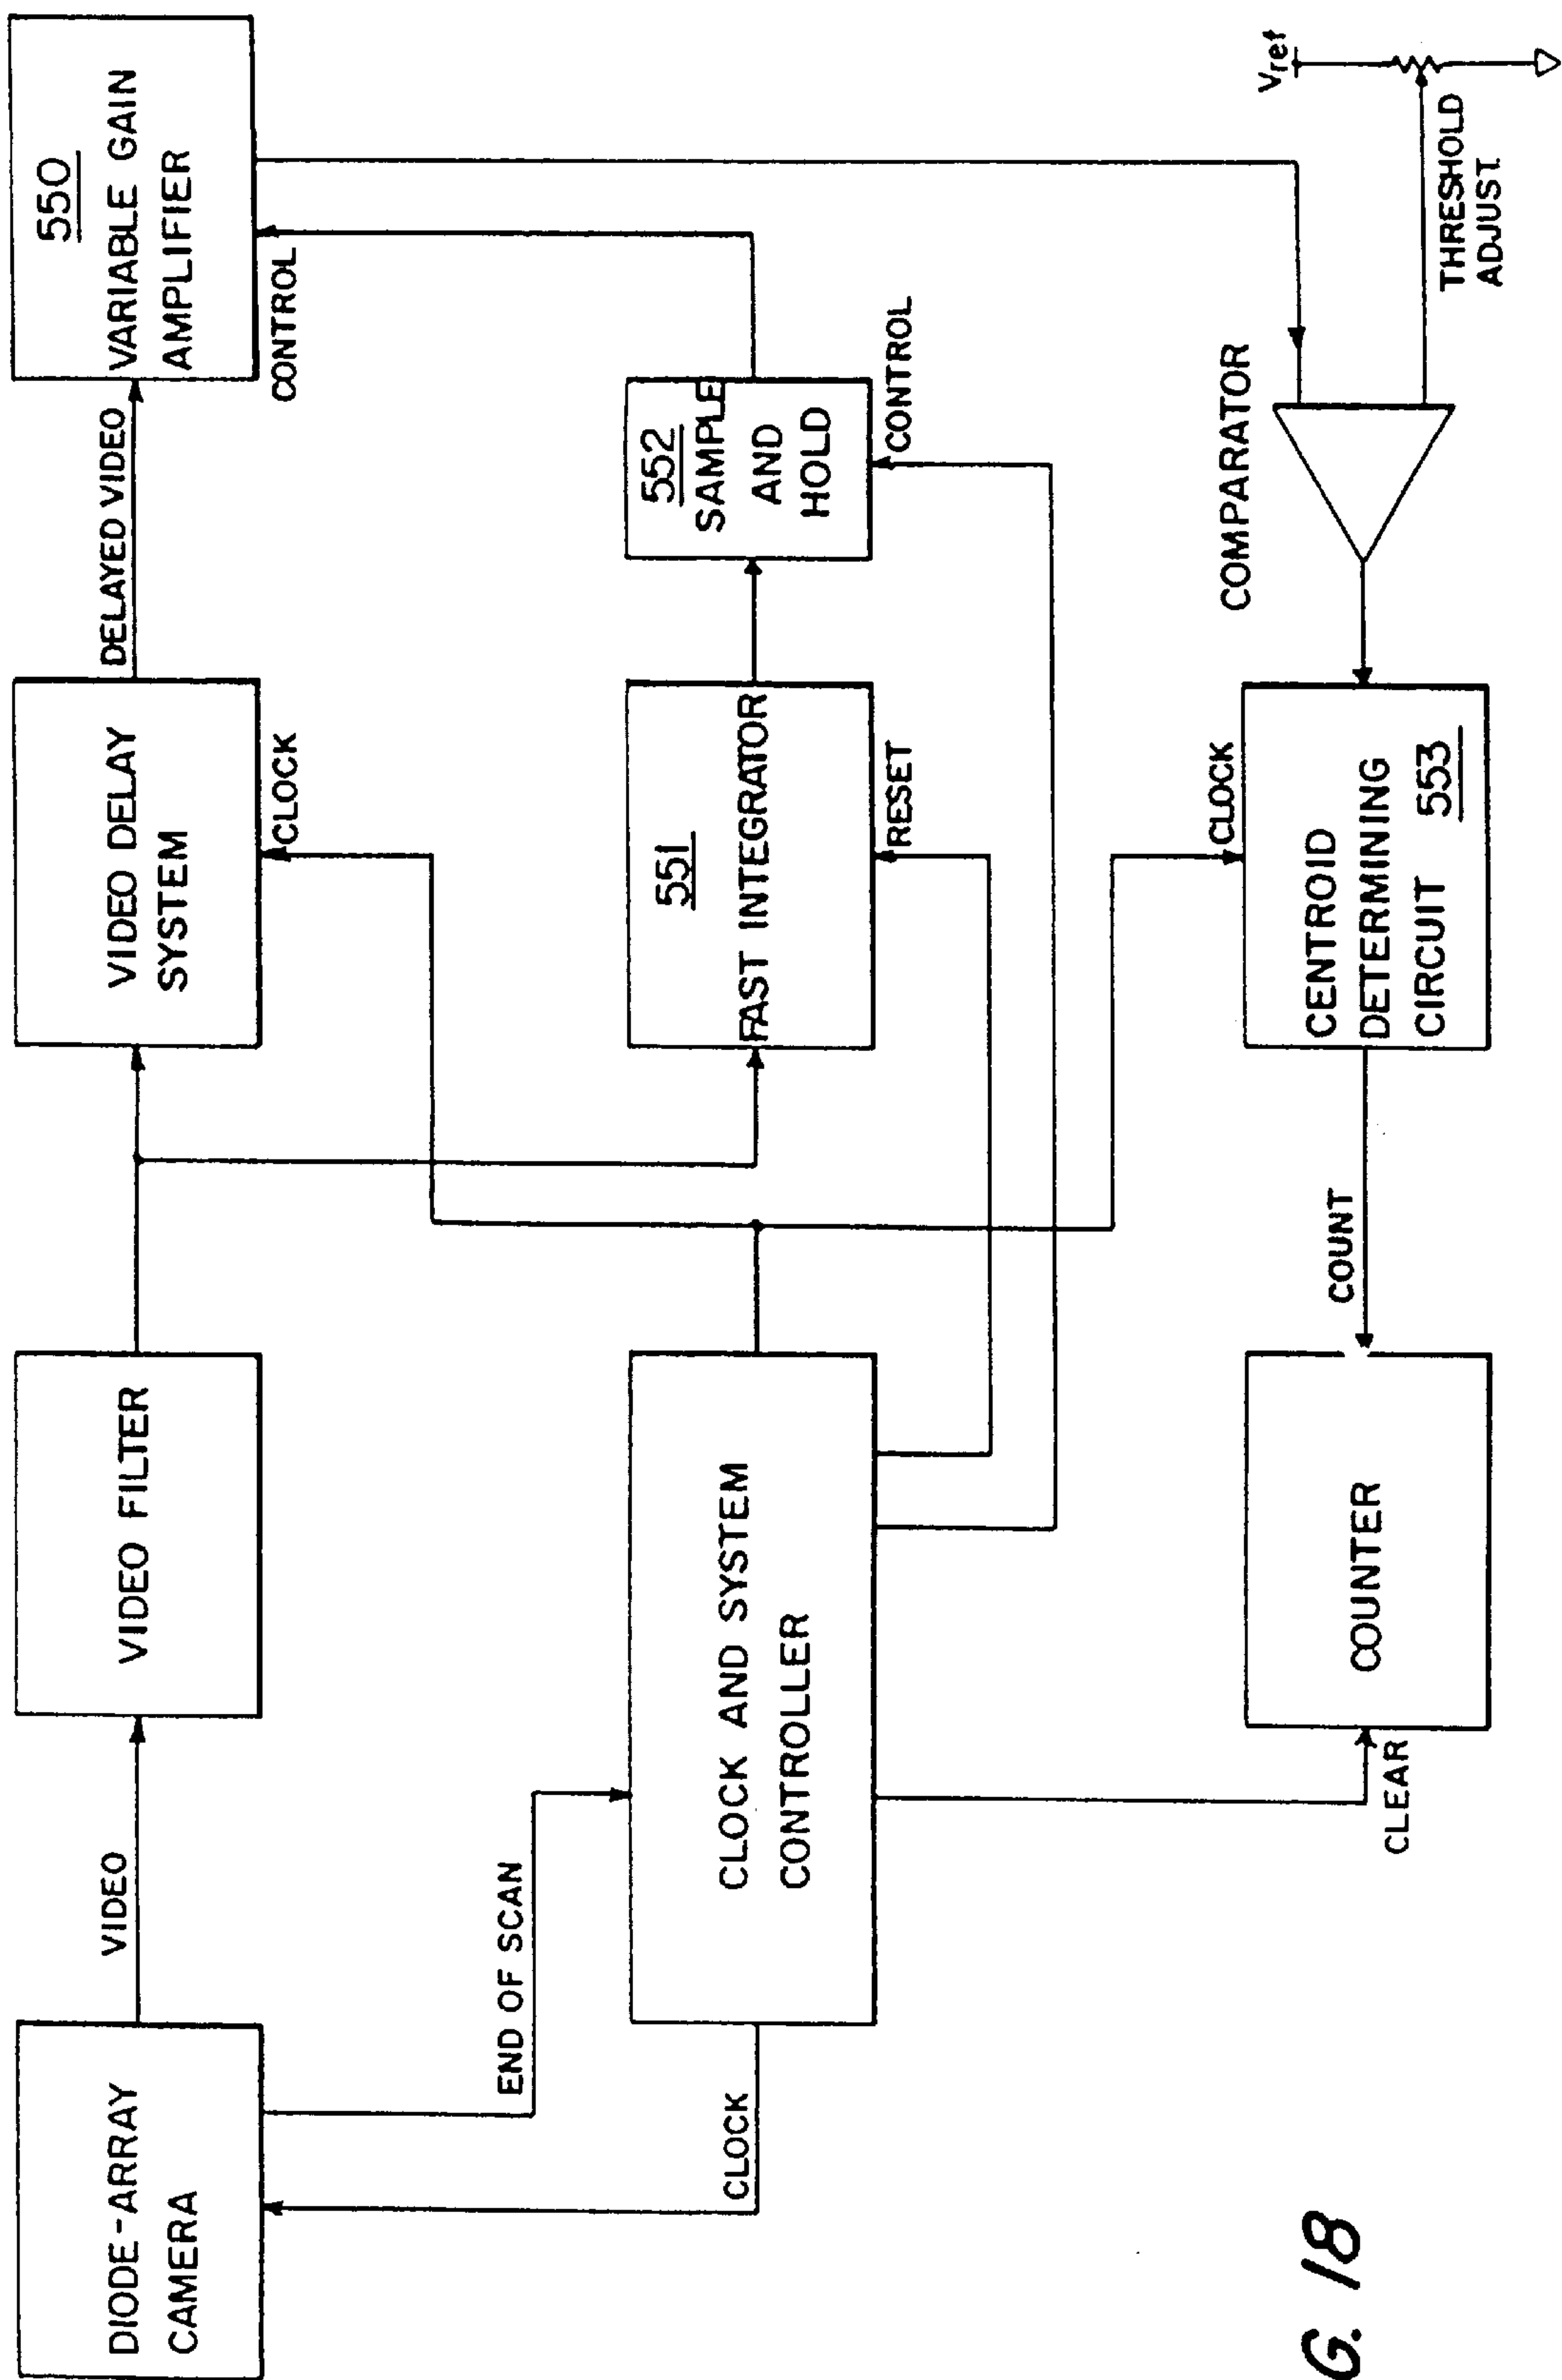 DIODE-ARRAY
CAMERA
VIDEO
VIDEO FILTER
VIDEO DELAY
SYSTEM
CLOCK
DELAYED VIDEO
550
VARIABLE GAIN
AMPLIFIER
CONTROL
END OF SCAN
CLOCK
CLOCK AND SYSTEM
CONTROLLER
551
FAST INTEGRATOR
RESET
552
SAMPLE
AND
HOLD
CONTROL
CLEAR
COUNTER
COUNT
CLOCK
CENTROID
DETERMINING
CIRCUIT 553
COMPARATOR
Vref
THRESHOLD
ADJUST
G. 18